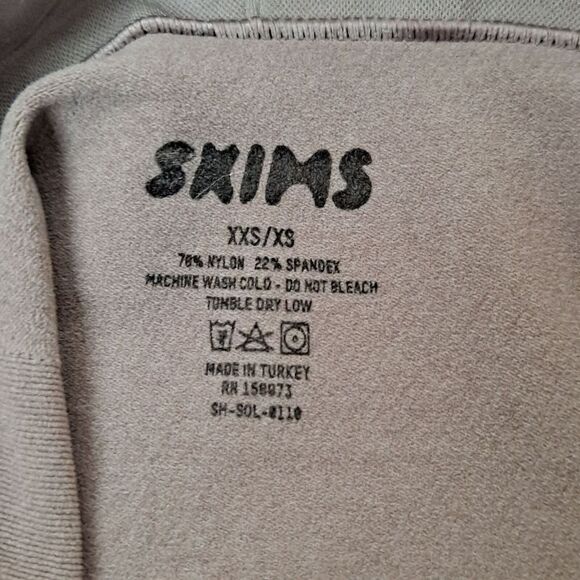 SKIMS
XXS/XS
78% NYLON 22% SPANDEX
MACHINE WASH COLD - DO NOT BLEACH
TUMBLE DRY LOW
MADE IN TURKEY
RN 158973
SH-SOL-0110